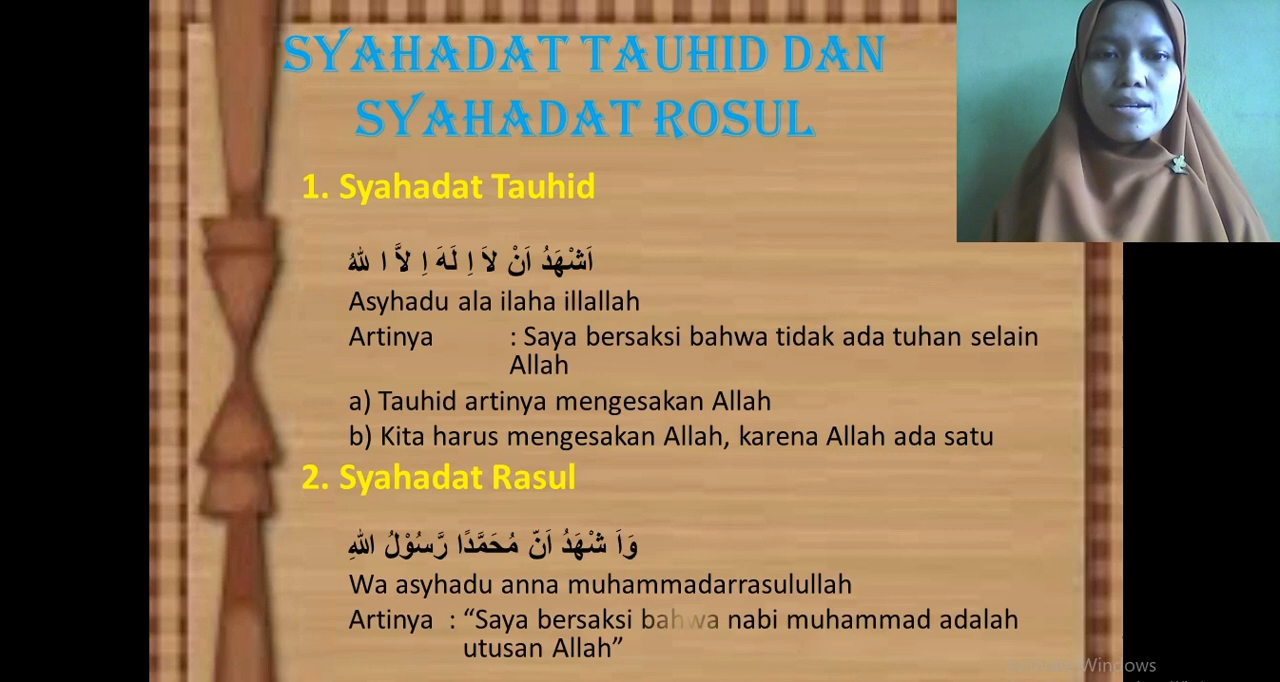 SYAHADAT TAUHID DAN
SYAHADAT ROSUL
1. Syahadat Tauhid
اَشْهَدُ اَنْ لاَ اِ لَهَ اِ لاَّ ا للهُ
Asyhadu ala ilaha illallah
Artinya : Saya bersaksi bahwa tidak ada tuhan selain
Allah
a) Tauhid artinya mengesakan Allah
b) Kita harus mengesakan Allah, karena Allah ada satu
2. Syahadat Rasul
وَاَ شْهَدُ اَنّ مُحَمَّدًا رَّسُوْلُ اللهِ
Wa asyhadu anna muhammadarrasulullah
Artinya : “Saya bersaksi bahwa nabi muhammad adalah
utusan Allah”
Windows